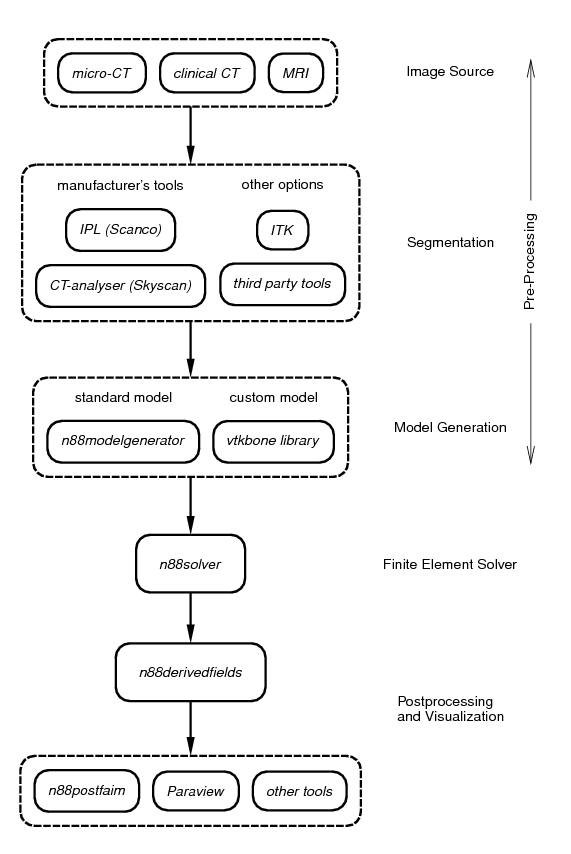 micro-CT
clinical CT
MRI
Image Source
manufacturer's tools
other options
IPL (Scanco)
ITK
CT-analyser (Skyscan)
third party tools
Segmentation
Pre-Processing
standard model
custom model
n88modelgenerator
vtkbone library
Model Generation
n88solver
Finite Element Solver
n88derivedfields
Postprocessing
and Visualization
n88postfaim
Paraview
other tools